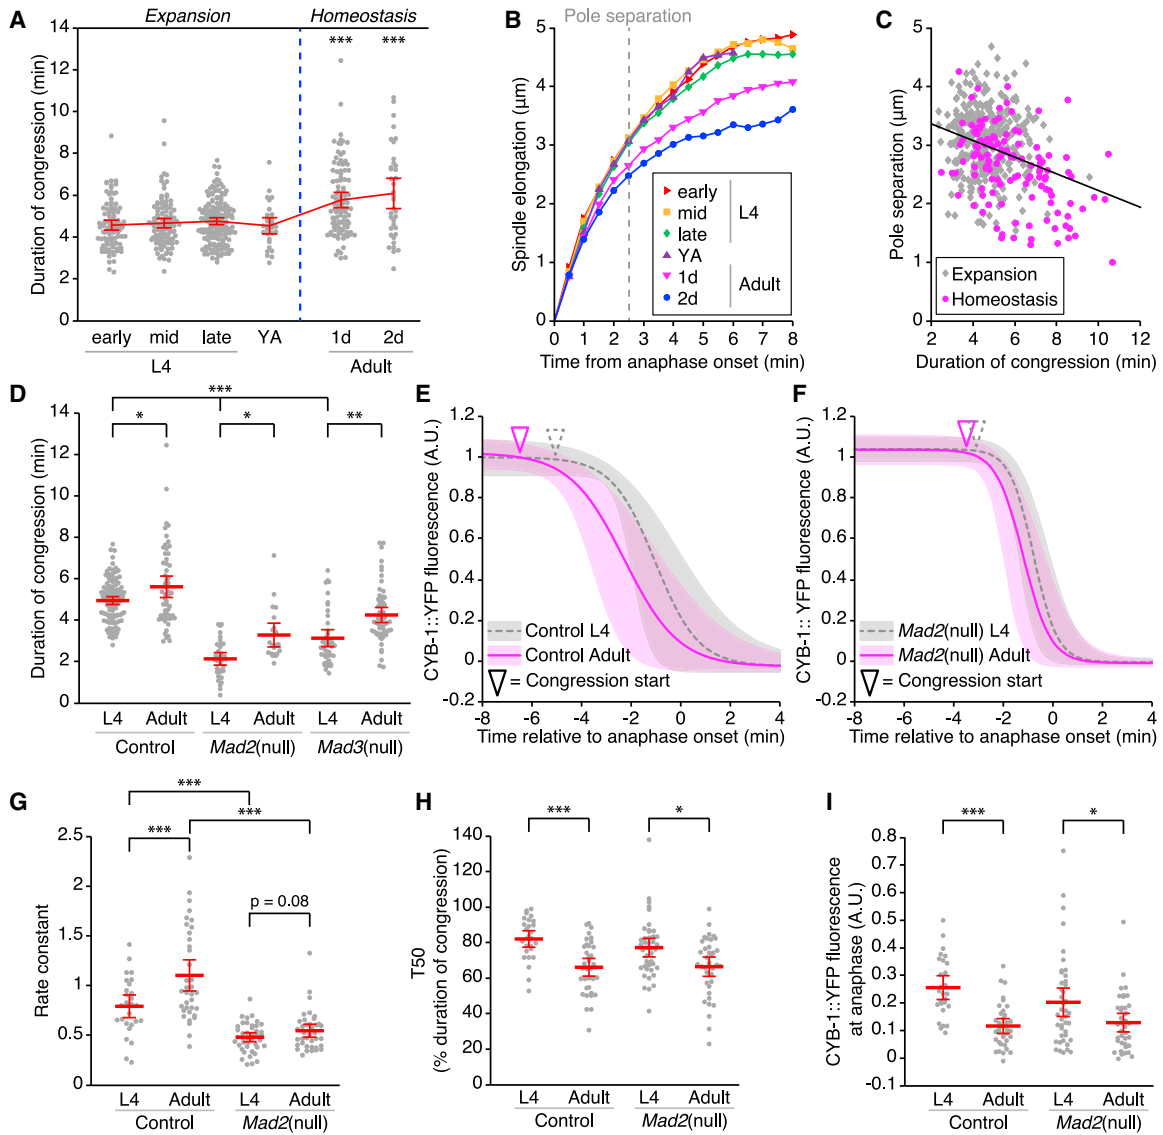 A
Expansion
Homeostasis
Duration of congression (min)
14
12
10
8
6
4
2
0
*** ***
early mid late YA 1d 2d
L4 Adult
B
Pole separation
Spindle elongation (µm)
5
4
3
2
1
0
early
mid
late
YA
1d
2d
L4
Adult
0 1 2 3 4 5 6 7 8
Time from anaphase onset (min)
C
Pole separation (µm)
5
4
3
2
1
0
Expansion
Homeostasis
2 4 6 8 10 12
Duration of congression (min)
D
Duration of congression (min)
***
* * **
14
12
10
8
6
4
2
0
L4 Adult L4 Adult L4 Adult
Control Mad2(null) Mad3(null)
E
CYB-1::YFP fluorescence (A.U.)
1.2
1
0.8
0.6
0.4
0.2
0
-0.2
Control L4
Control Adult
= Congression start
-8 -6 -4 -2 0 2 4
Time relative to anaphase onset (min)
F
CYB-1:: YFP fluorescence (A.U.)
1.2
1
0.8
0.6
0.4
0.2
0
-0.2
Mad2(null) L4
Mad2(null) Adult
= Congression start
-8 -6 -4 -2 0 2 4
Time relative to anaphase onset (min)
G
Rate constant
***
***
***
p = 0.08
2.5
2
1.5
1
0.5
0
L4 Adult L4 Adult
Control Mad2(null)
H
T50
(% duration of congression)
*** *
140
120
100
80
60
40
20
0
L4 Adult L4 Adult
Control Mad2(null)
I
CYB-1::YFP fluorescence
at anaphase (A.U.)
*** *
0.8
0.7
0.6
0.5
0.4
0.3
0.2
0.1
0
-0.1
L4 Adult L4 Adult
Control Mad2(null)